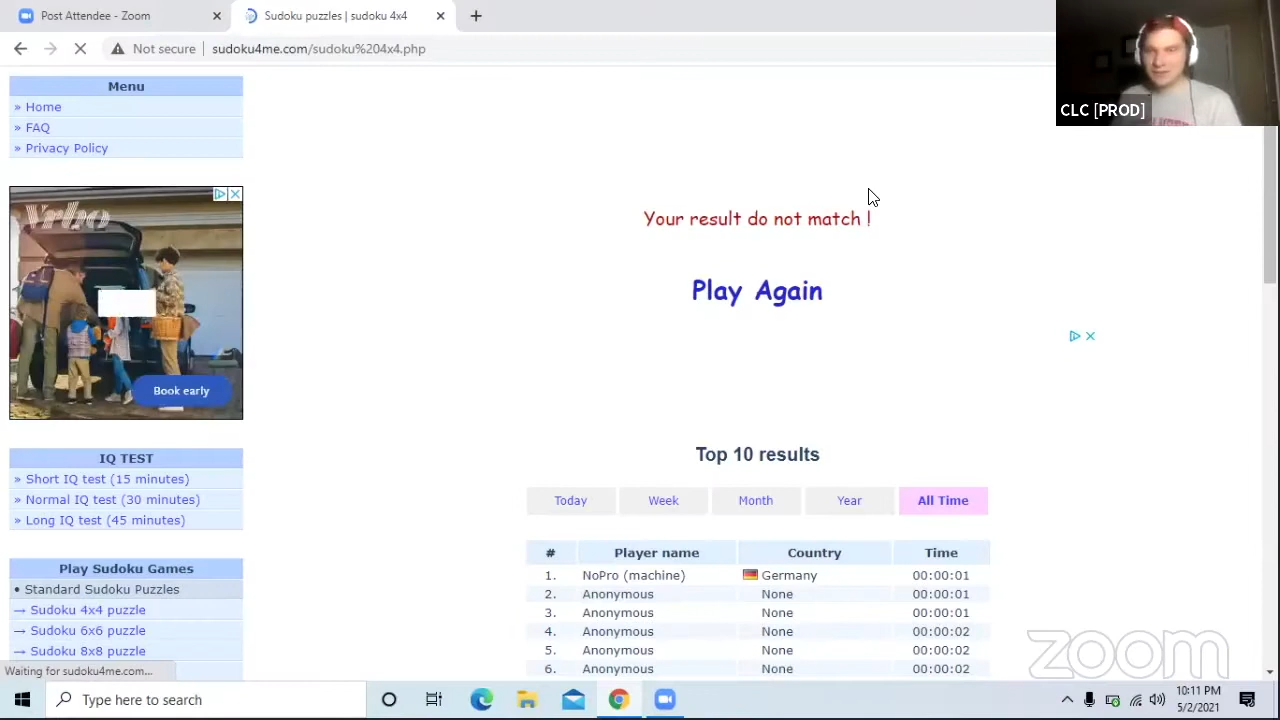 Post Attendee - Zoom
Sudoku puzzles | sudoku 4x4
Not secure
sudoku4me.com/sudoku%204x4.php
CLC [PROD]
Menu
» Home
» FAQ
» Privacy Policy
Vrbo
Book early
Your result do not match !
Play Again
IQ TEST
» Short IQ test (15 minutes)
» Normal IQ test (30 minutes)
» Long IQ test (45 minutes)
Play Sudoku Games
• Standard Sudoku Puzzles
→ Sudoku 4x4 puzzle
→ Sudoku 6x6 puzzle
→ Sudoku 8x8 puzzle
Waiting for sudoku4me.com...
Top 10 results
Today Week Month Year All Time
# Player name Country Time
1. NoPro (machine) Germany 00:00:01
2. Anonymous None 00:00:01
3. Anonymous None 00:00:01
4. Anonymous None 00:00:02
5. Anonymous None 00:00:02
6. Anonymous None 00:00:02
zoom
Type here to search
10:11 PM
5/2/2021